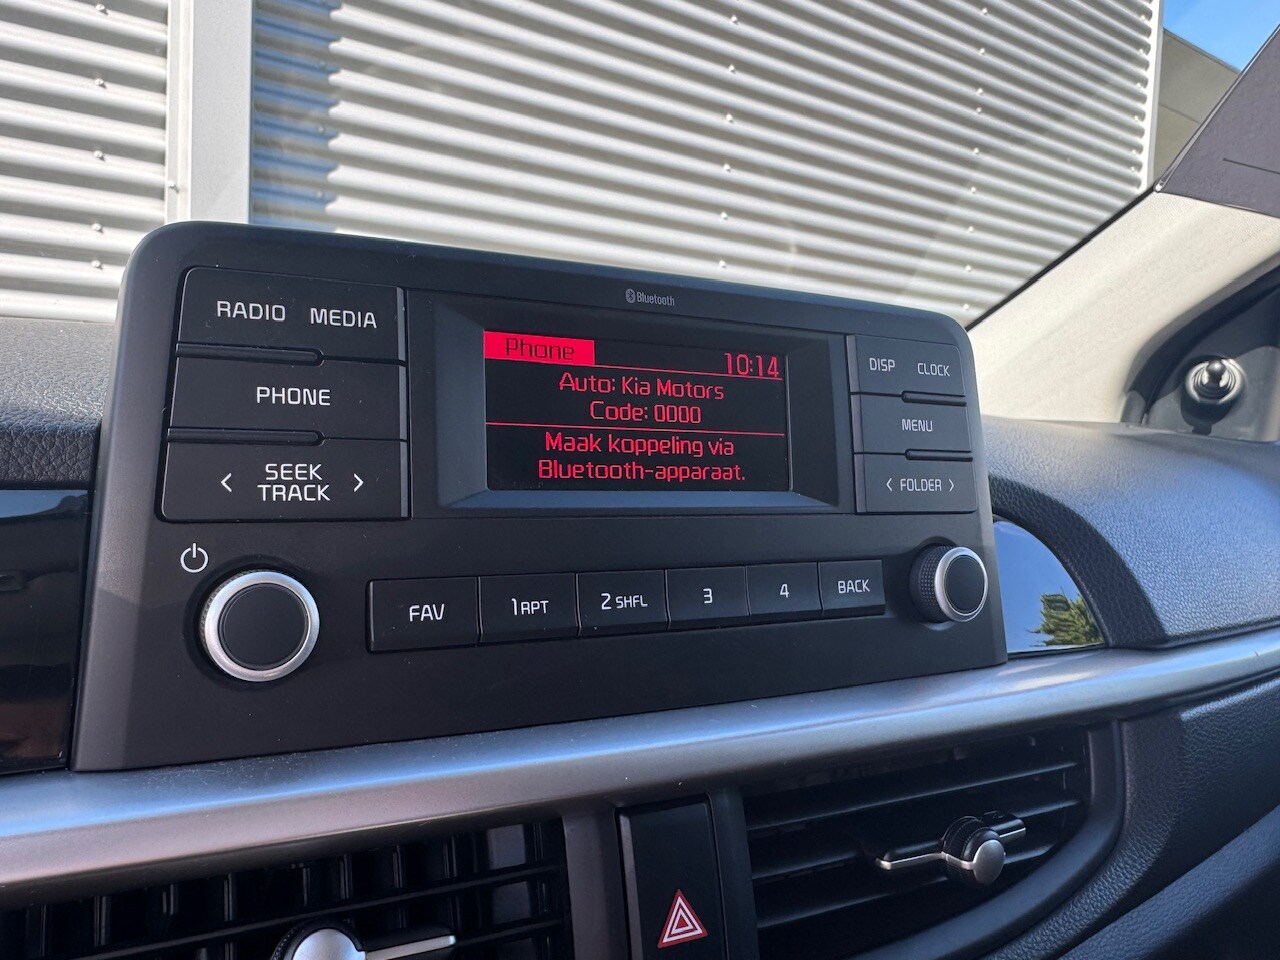 Bluetooth
RADIO MEDIA
PHONE
< SEEK TRACK >
Phone 10:14
Auto: Kia Motors
Code: 0000
Maak koppeling via
Bluetooth-apparaat.
DISP CLOCK
MENU
< FOLDER >
FAV 1 RPT 2 SHFL 3 4 BACK